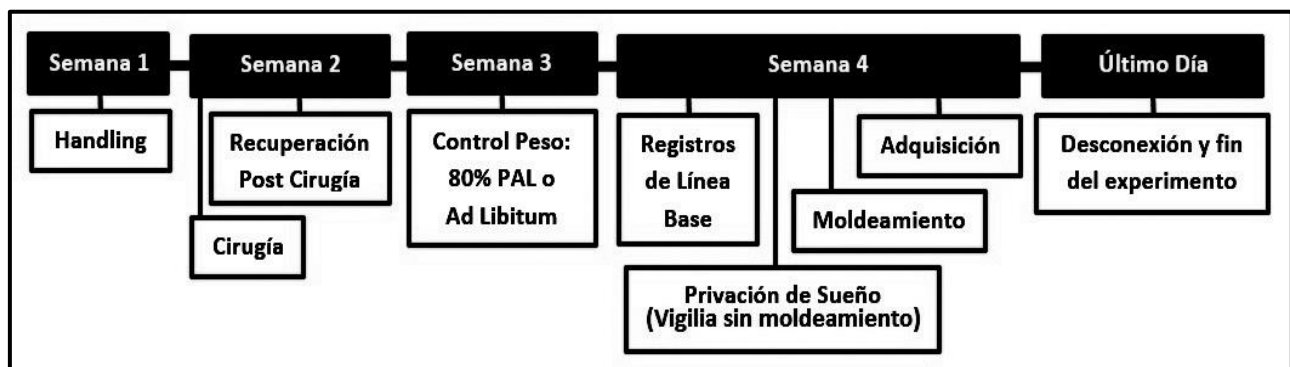 Semana 1
Semana 2
Semana 3
Semana 4
Último Día
Handling
Cirugía
Recuperación
Post Cirugía
Control Peso:
80% PAL o
Ad Libitum
Registros
de Línea
Base
Privación de Sueño
(Vigilia sin moldeamiento)
Moldeamiento
Adquisición
Desconexión y fin
del experimento